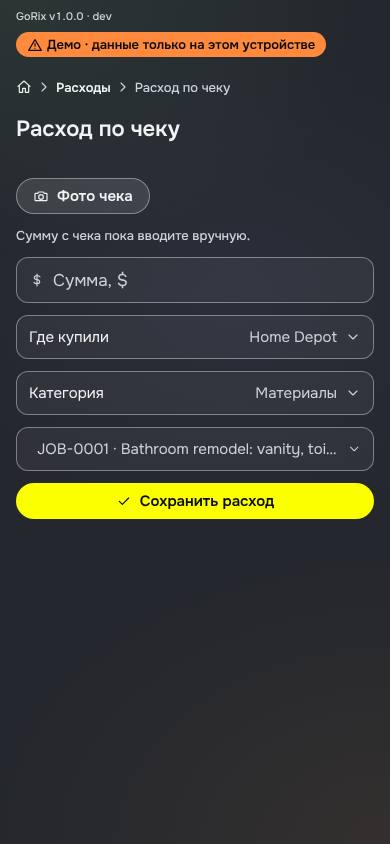 GoRix v1.0.0 · dev
Демо · данные только на этом устройстве
Расходы > Расход по чеку
Расход по чеку
Фото чека
Сумму с чека пока вводите вручную.
$ Сумма, $
Где купили Home Depot
Категория Материалы
JOB-0001 · Bathroom remodel: vanity, toi...
Сохранить расход